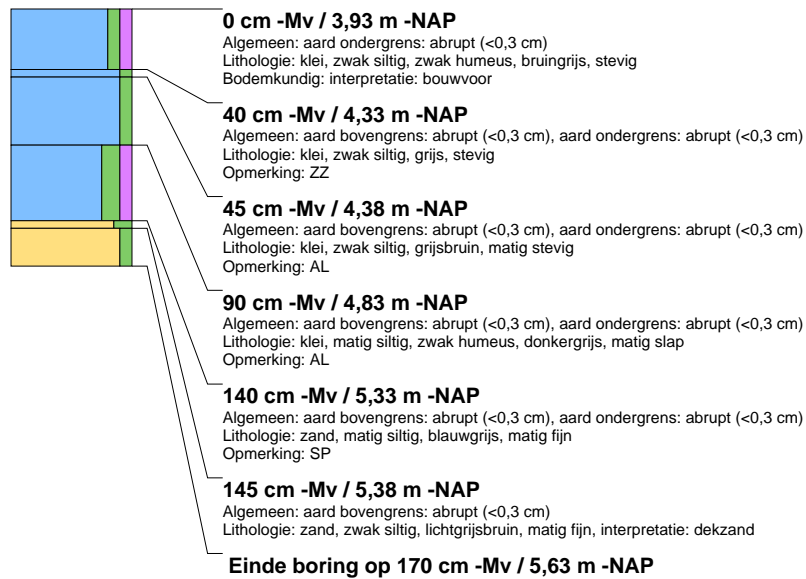 0 cm -Mv / 3,93 m -NAP
Algemeen: aard ondergrens: abrupt (<0,3 cm)
Lithologie: klei, zwak siltig, zwak humeus, bruingrijs, stevig
Bodemkundig: interpretatie: bouwvoor
40 cm -Mv / 4,33 m -NAP
Algemeen: aard bovengrens: abrupt (<0,3 cm), aard ondergrens: abrupt (<0,3 cm)
Lithologie: klei, zwak siltig, grijs, stevig
Opmerking: ZZ
45 cm -Mv / 4,38 m -NAP
Algemeen: aard bovengrens: abrupt (<0,3 cm), aard ondergrens: abrupt (<0,3 cm)
Lithologie: klei, zwak siltig, grijsbruin, matig stevig
Opmerking: AL
90 cm -Mv / 4,83 m -NAP
Algemeen: aard bovengrens: abrupt (<0,3 cm), aard ondergrens: abrupt (<0,3 cm)
Lithologie: klei, matig siltig, zwak humeus, donkergrijs, matig slap
Opmerking: AL
140 cm -Mv / 5,33 m -NAP
Algemeen: aard bovengrens: abrupt (<0,3 cm), aard ondergrens: abrupt (<0,3 cm)
Lithologie: zand, matig siltig, blauwgrijs, matig fijn
Opmerking: SP
145 cm -Mv / 5,38 m -NAP
Algemeen: aard bovengrens: abrupt (<0,3 cm)
Lithologie: zand, zwak siltig, lichtgrijsbruin, matig fijn, interpretatie: dekzand
Einde boring op 170 cm -Mv / 5,63 m -NAP